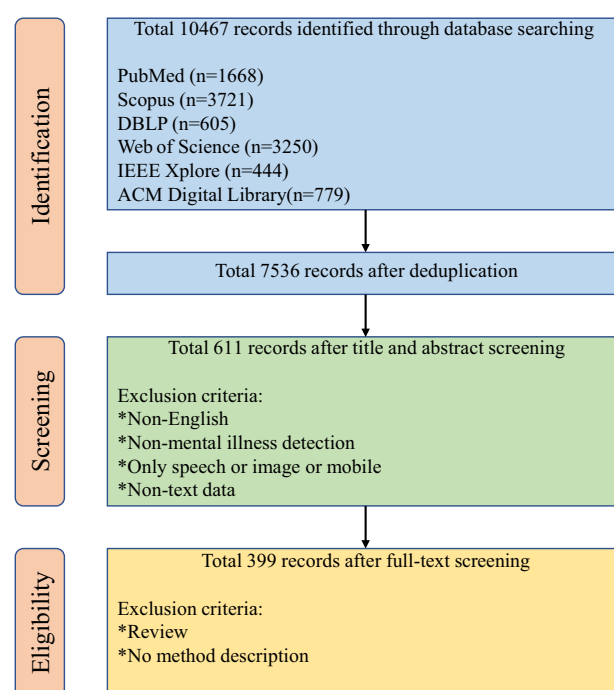 Identification
Total 10467 records identified through database searching
PubMed (n=1668)
Scopus (n=3721)
DBLP (n=605)
Web of Science (n=3250)
IEEE Xplore (n=444)
ACM Digital Library(n=779)
Total 7536 records after deduplication
Screening
Total 611 records after title and abstract screening
Exclusion criteria:
*Non-English
*Non-mental illness detection
*Only speech or image or mobile
*Non-text data
Eligibility
Total 399 records after full-text screening
Exclusion criteria:
*Review
*No method description